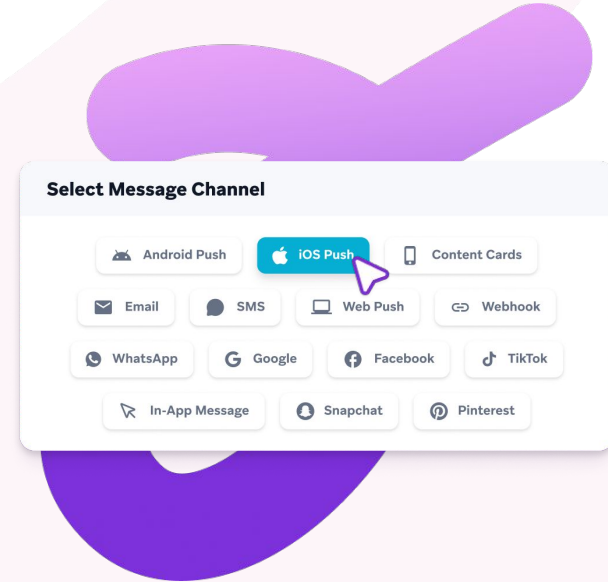 Select Message Channel
Android Push iOS Push Content Cards
Email SMS Web Push Webhook
WhatsApp Google Facebook TikTok
In-App Message Snapchat Pinterest